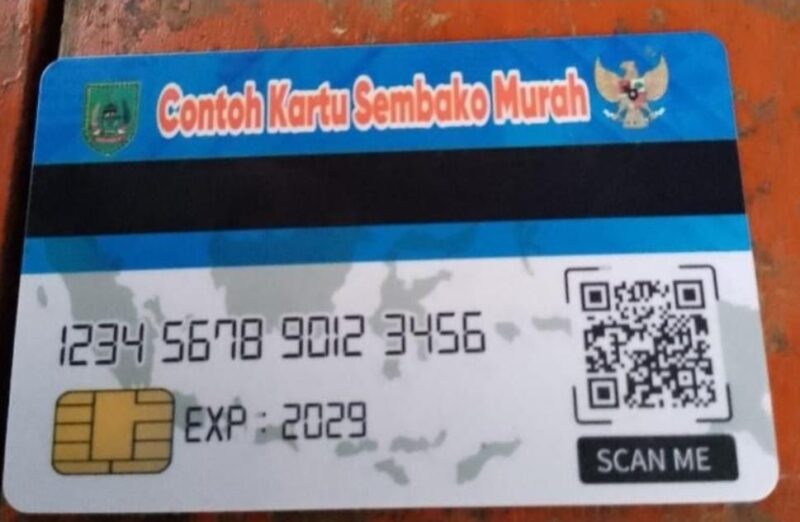 Contoh Kartu Sembako Murah
1234 5678 9012 3456
EXP : 2029
SCAN ME